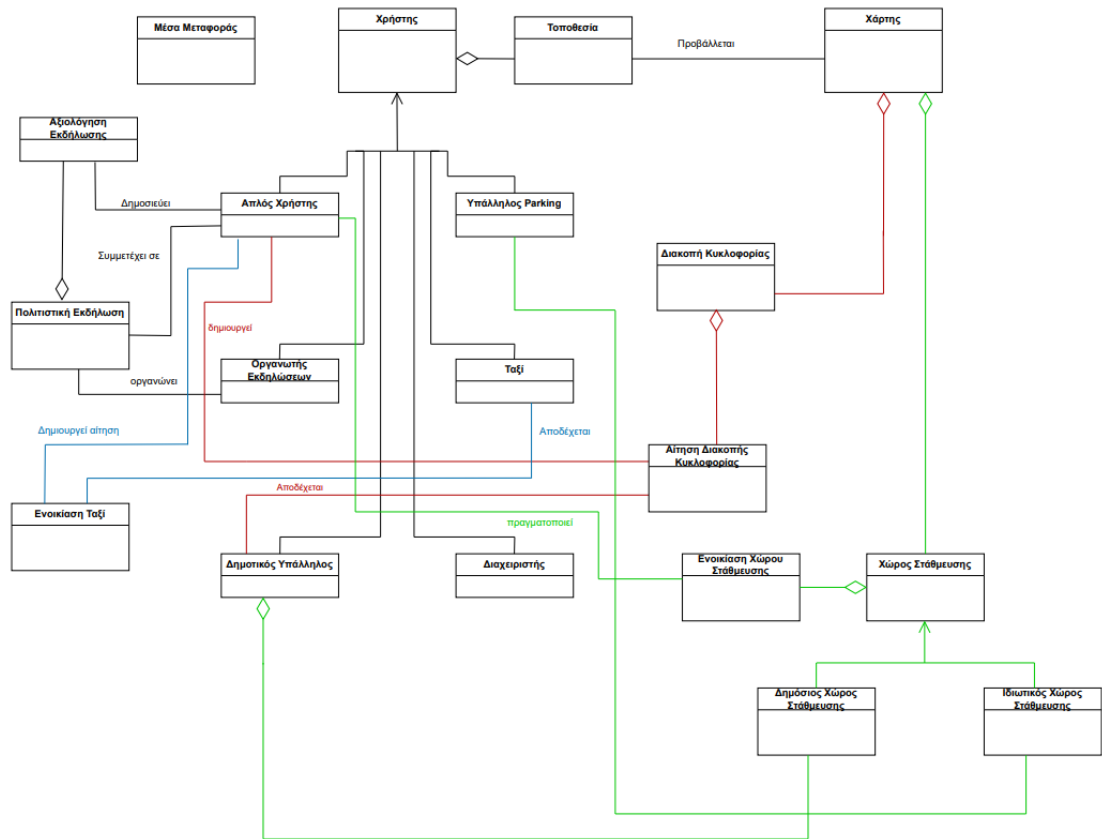 Μέσα Μεταφοράς
Χρήστης
Τοποθεσία
Χάρτης
Προβάλλεται
Αξιολόγηση
Εκδήλωσης
Δημοσιεύει
Απλός Χρήστης
Υπάλληλος Parking
Συμμετέχει σε
Διακοπή Κυκλοφορίας
Πολιτιστική Εκδήλωση
δημιουργεί
Οργανωτής
Εκδηλώσεων
Ταξί
οργανώνει
Δημιουργεί αίτηση
Αποδέχεται
Αίτηση Διακοπής
Κυκλοφορίας
Αποδέχεται
Ενοικίαση Ταξί
πραγματοποιεί
Δημοτικός Υπάλληλος
Διαχειριστής
Ενοικίαση Χώρου
Στάθμευσης
Χώρος Στάθμευσης
Δημόσιος Χώρος
Στάθμευσης
Ιδιωτικός Χώρος
Στάθμευσης